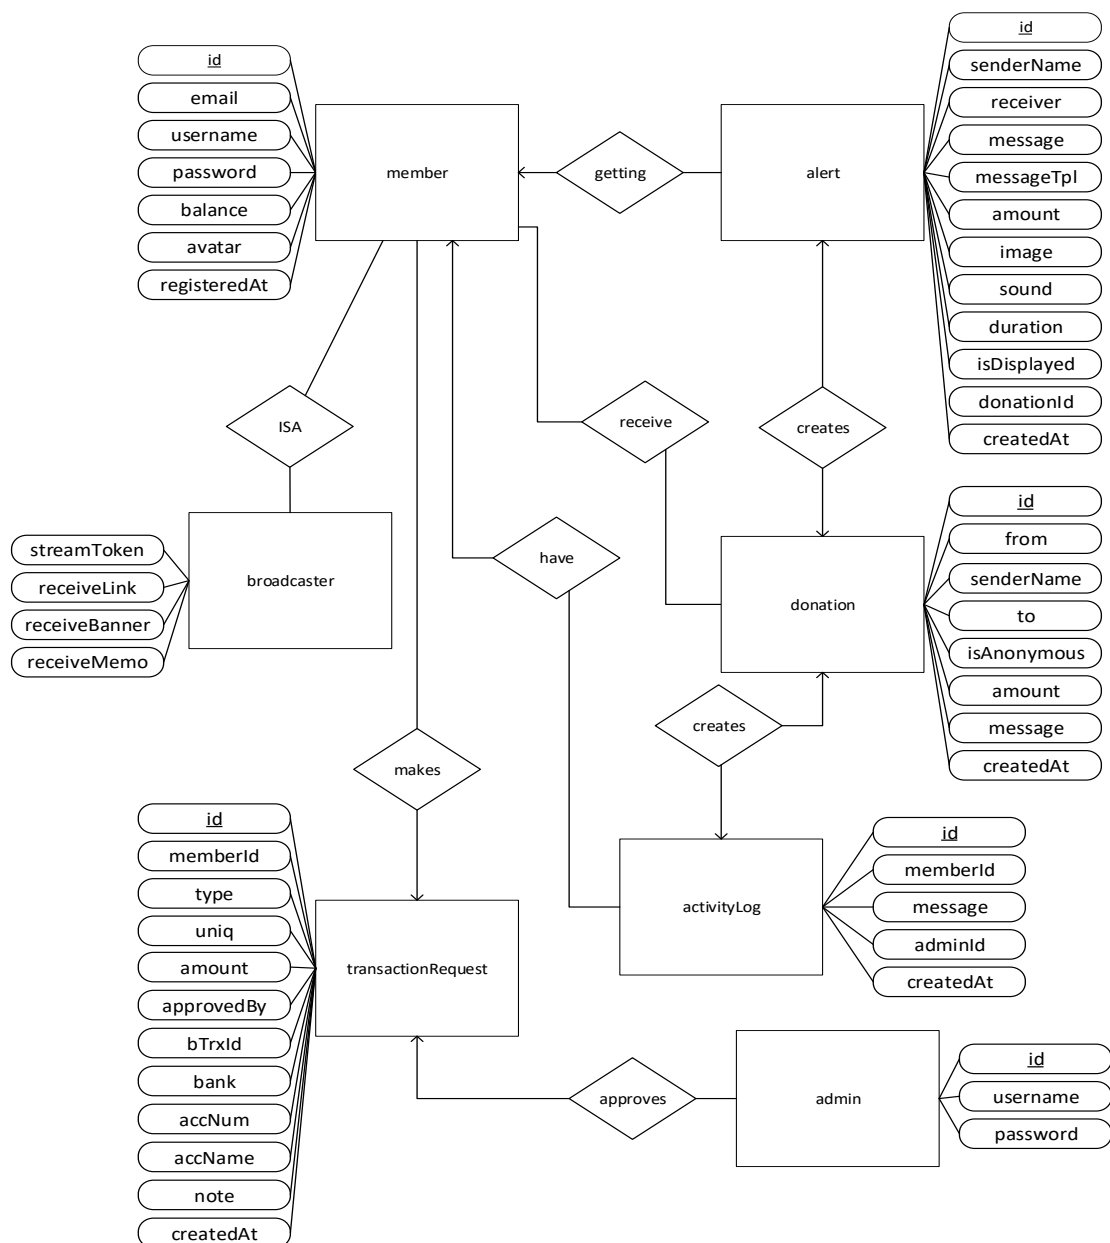 id
email
username
password
balance
avatar
registeredAt
member
getting
alert
id
senderName
receiver
message
messageTpl
amount
image
sound
duration
isDisplayed
donationId
createdAt
ISA
receive
creates
streamToken
receiveLink
receiveBanner
receiveMemo
broadcaster
have
donation
id
from
senderName
to
isAnonymous
amount
message
createdAt
creates
makes
id
memberId
type
uniq
amount
approvedBy
bTrxId
bank
accNum
accName
note
createdAt
transactionRequest
activityLog
id
memberId
message
adminId
createdAt
approves
admin
id
username
password